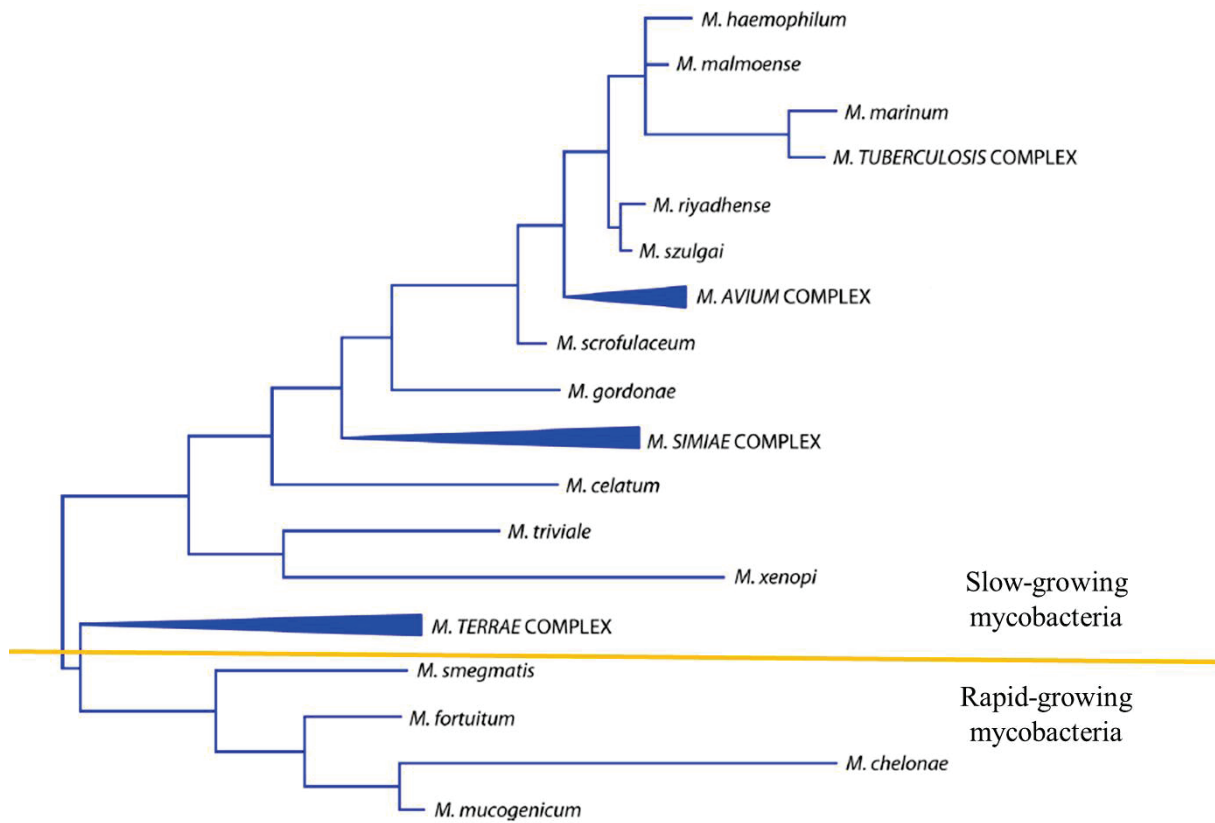 M. haemophilum
M. malmoense
M. marinum
M. TUBERCULOSIS COMPLEX
M. riyadhense
M. szulgai
M. AVIUM COMPLEX
M. scrofulaceum
M. gordonae
M. SIMIAE COMPLEX
M. celatum
M. triviale
M. xenopi
Slow-growing
mycobacteria
M. TERRAE COMPLEX
M. smegmatis
Rapid-growing
mycobacteria
M. fortuitum
M. chelonae
M. mucogenicum